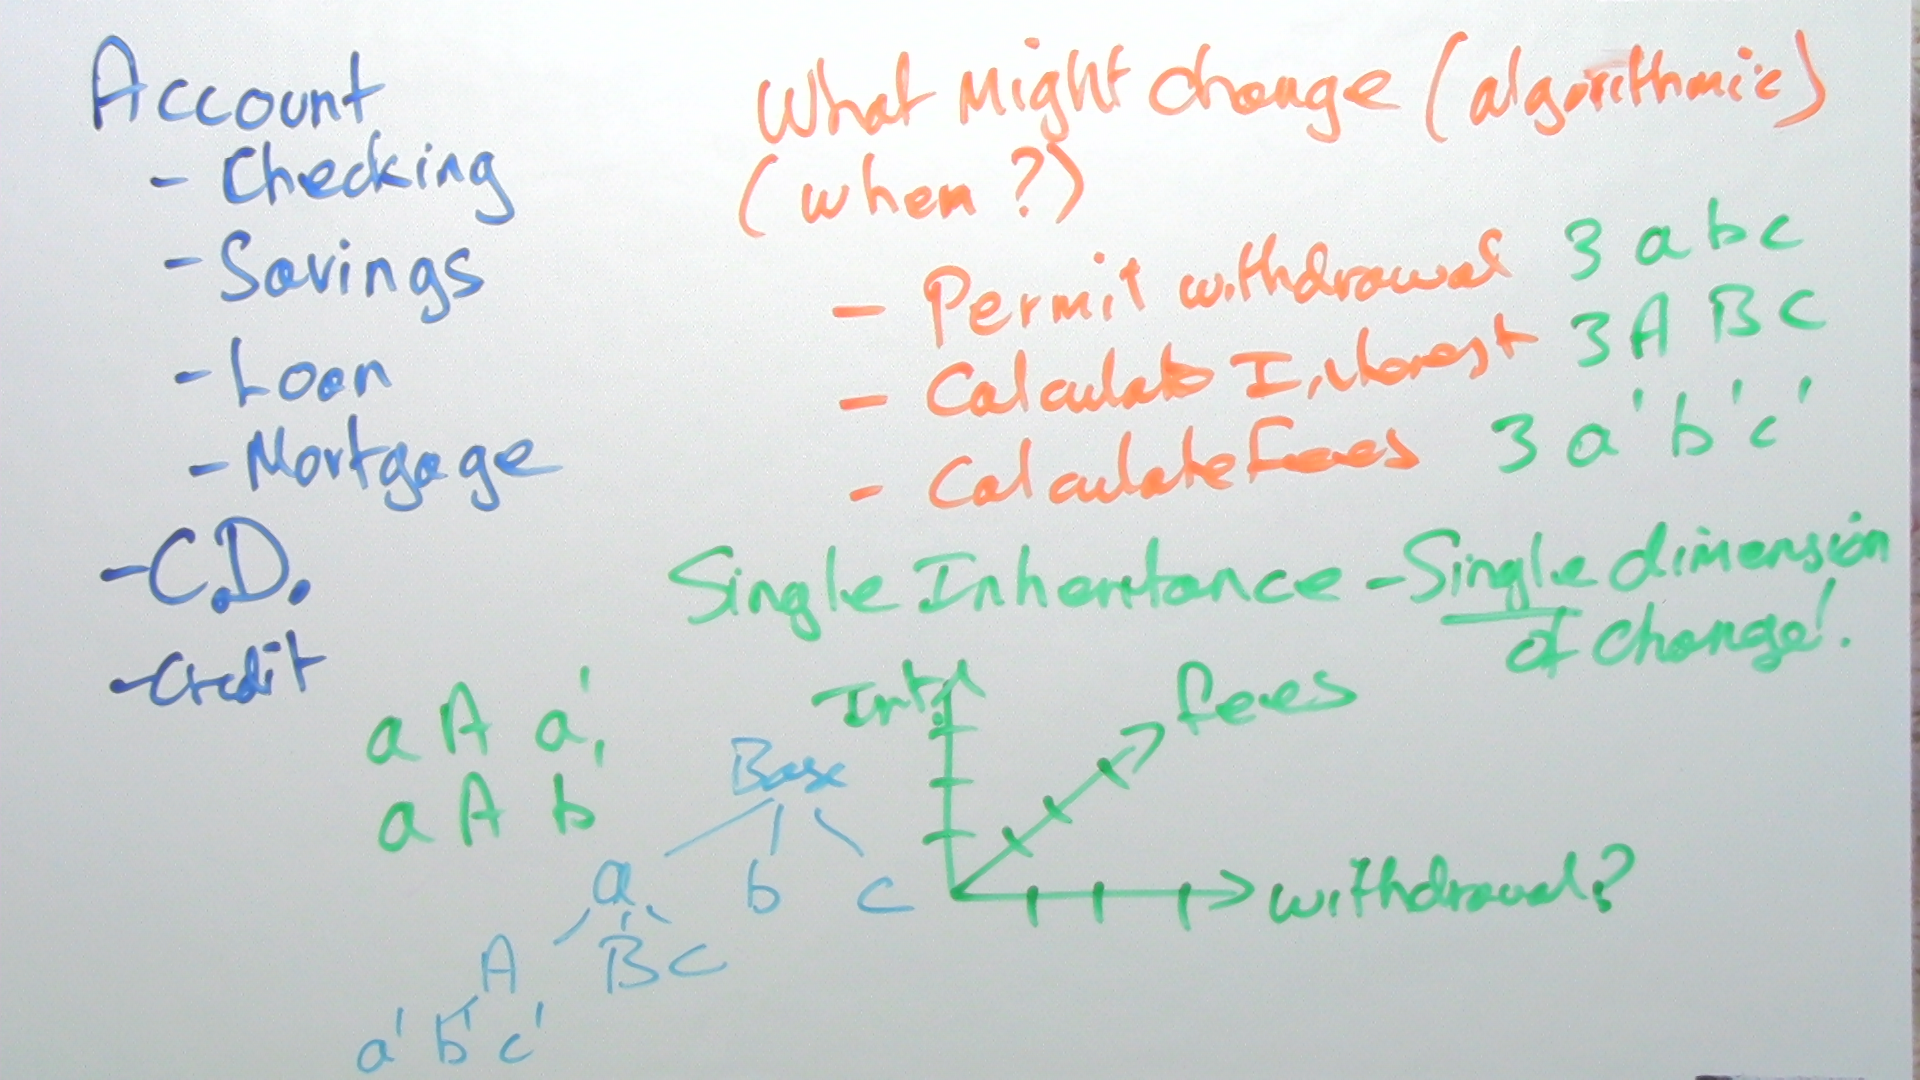 Account
- Checking
- Savings
- Loan
- Mortgage
- C.D.
- Credit
What Might change (algorithmic)
(when?)
- Permit withdrawal 3 a b c
- Calculate Interest 3 A B C
- Calculate Fees 3 a' b' c'
Single Inheritance - Single dimension
of change!.
a A a'
a A b'
Base
a b c
A B C
a' b' c'
Int.
fees
withdrawal?